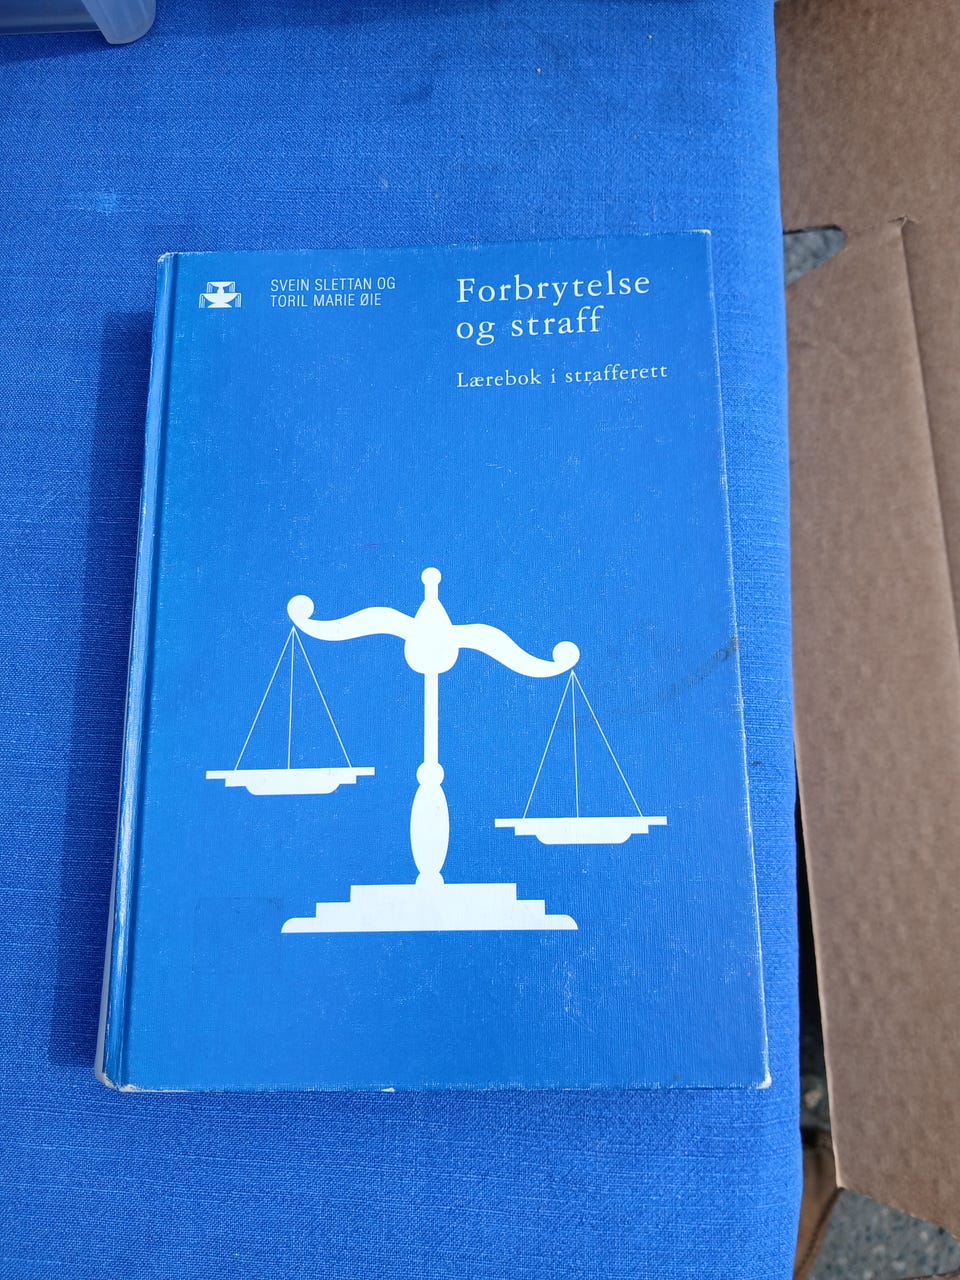 SVEIN SLETTAN OG
TORIL MARIE ØIE
Forbrytelse
og straff
Lærebok i strafferett